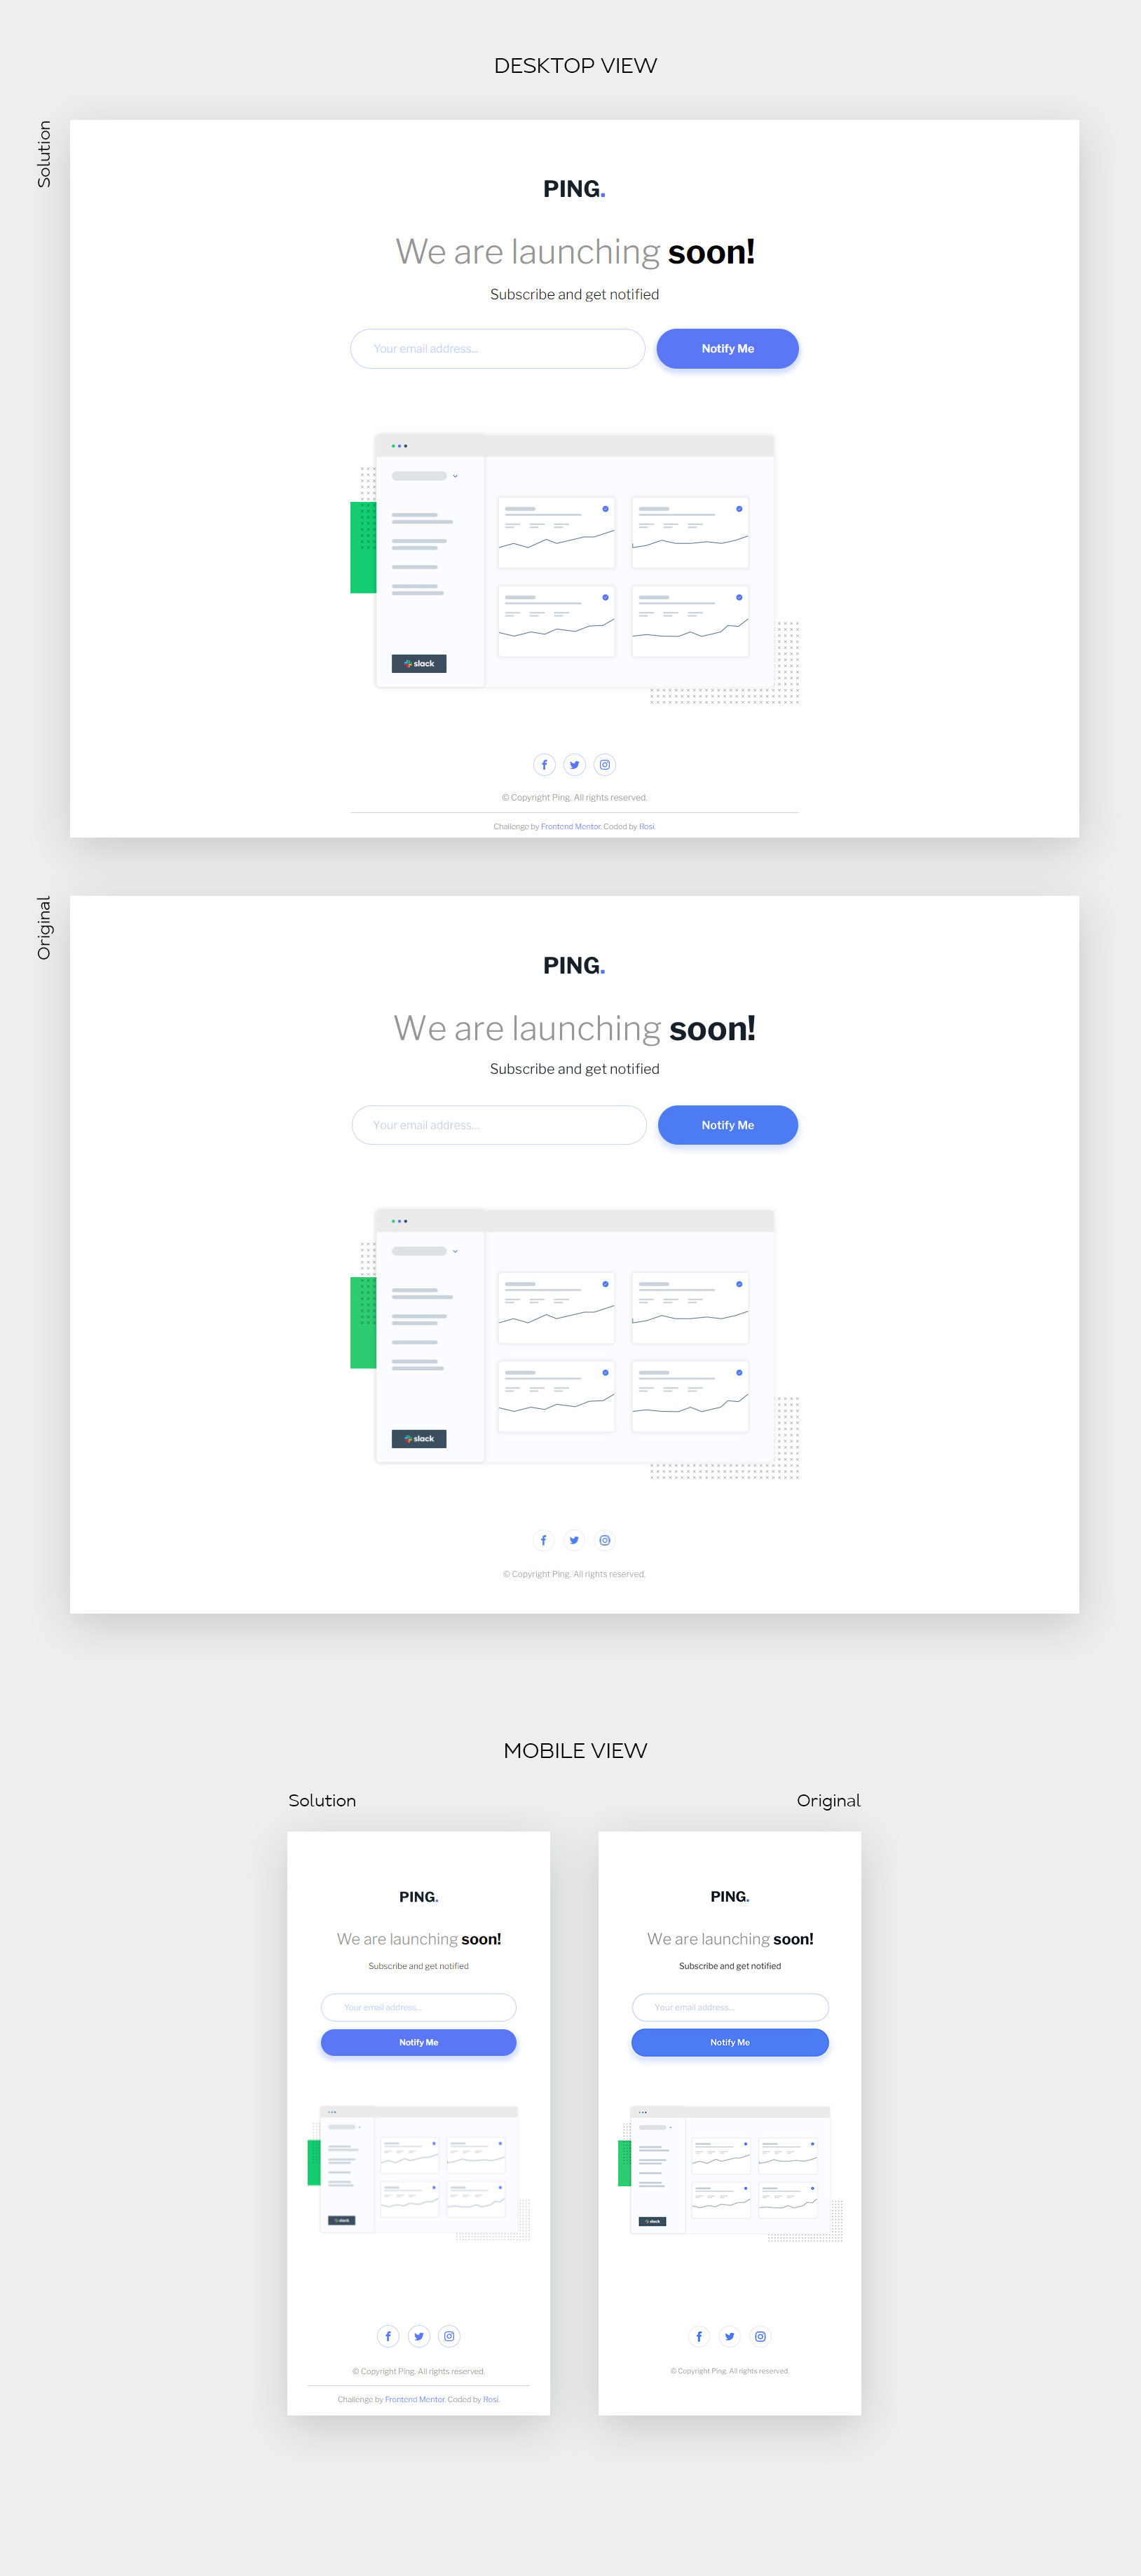 DESKTOP VIEW
Solution
PING.
We are launching soon!
Subscribe and get notified
Your email address...
Notify Me
slack
© Copyright Ping. All rights reserved.
Challenge by Frontend Mentor. Coded by Rosi.
Original
PING.
We are launching soon!
Subscribe and get notified
Your email address...
Notify Me
slack
© Copyright Ping. All rights reserved.
MOBILE VIEW
Solution
PING.
We are launching soon!
Subscribe and get notified
Your email address...
Notify Me
slack
© Copyright Ping. All rights reserved.
Challenge by Frontend Mentor. Coded by Rosi.
Original
PING.
We are launching soon!
Subscribe and get notified
Your email address...
Notify Me
slack
© Copyright Ping. All rights reserved.